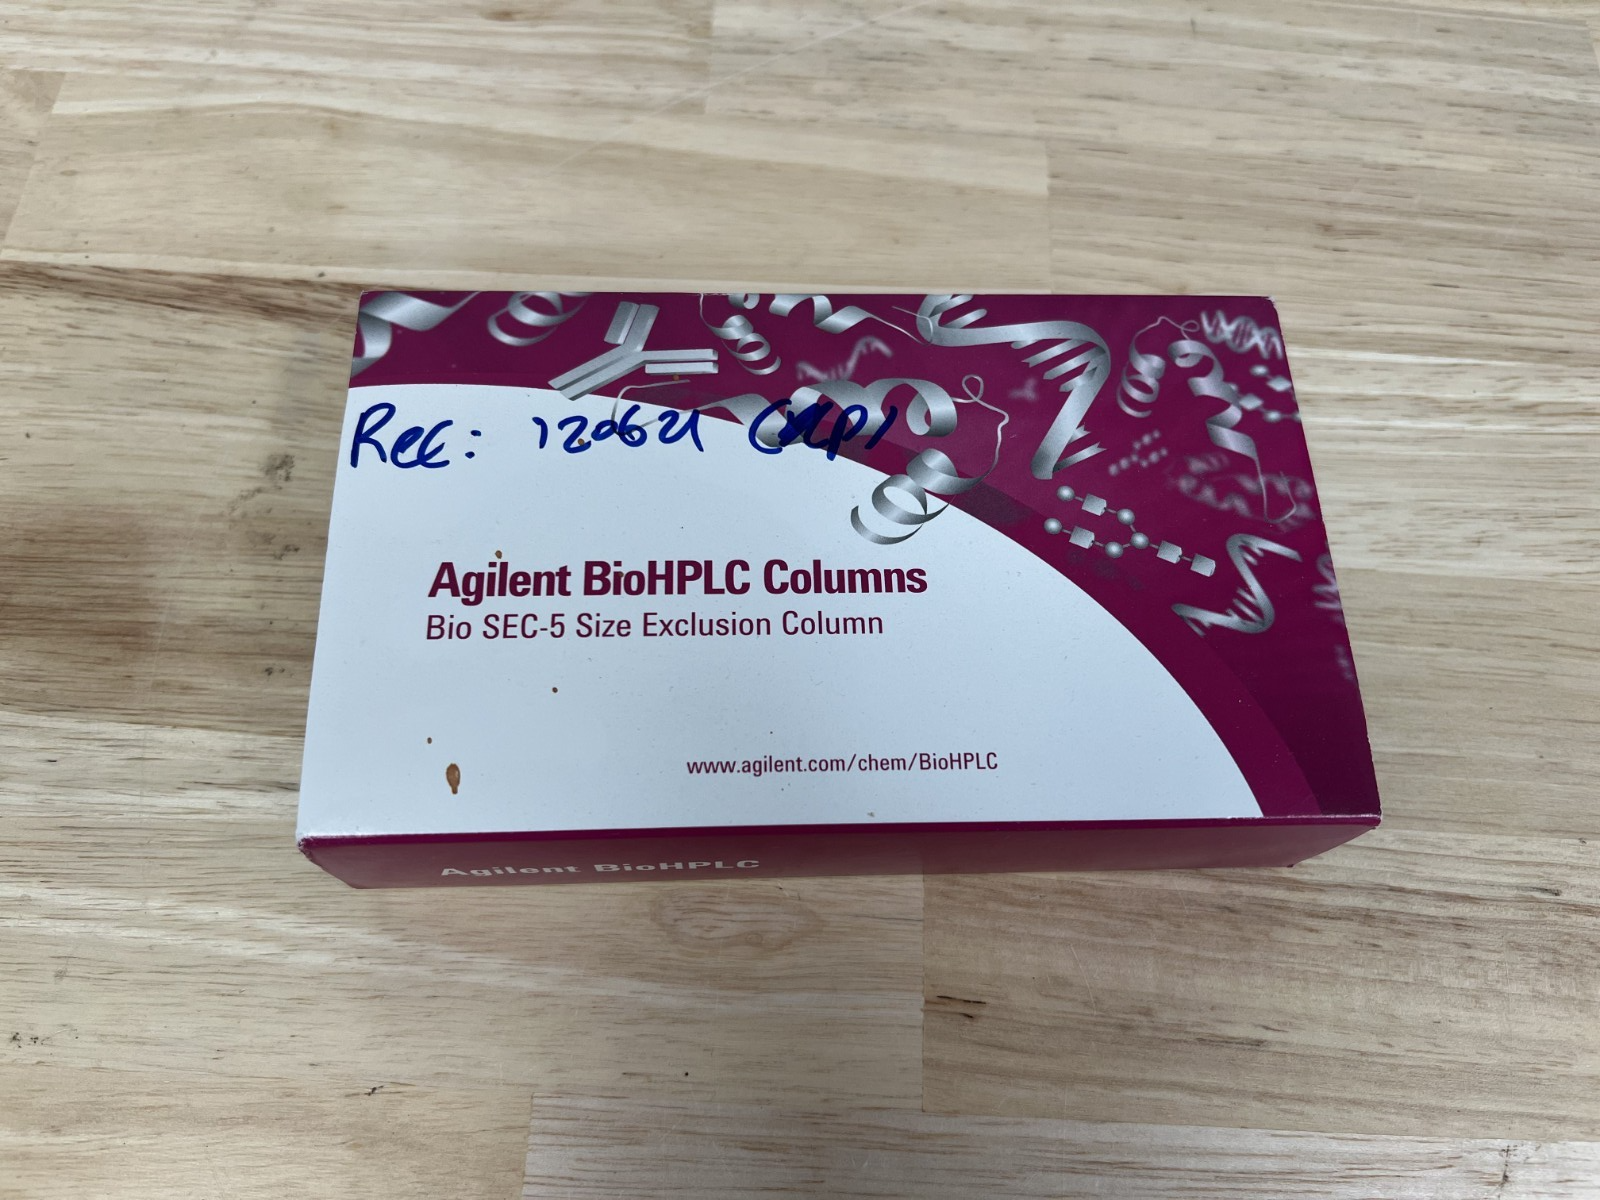 Rec: 120621
Agilent BioHPLC Columns
Bio SEC-5 Size Exclusion Column
www.agilent.com/chem/BioHPLC
Agilent BioHPLC